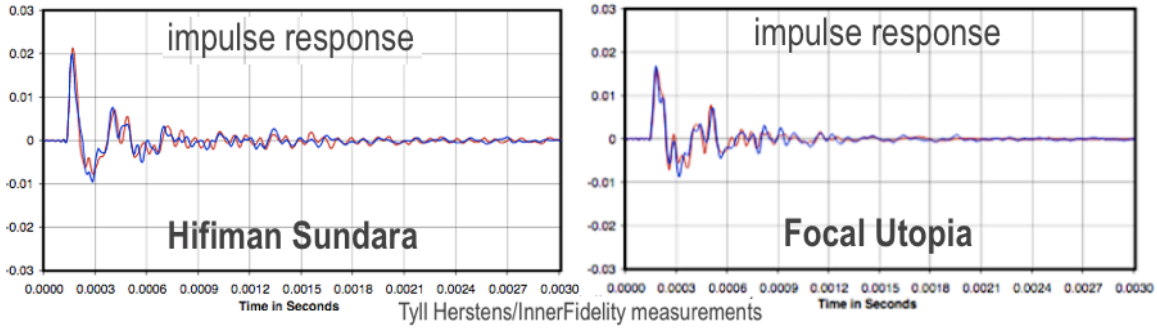 0.03
impulse response
0.02
0.01
0
-0.01
-0.02
Hifiman Sundara
-0.03
0.0000 0.0003 0.0006 0.0009 0.0012 0.0015 0.0018 0.0021 0.0024 0.0027 0.0030
Time in Seconds
0.03
impulse response
0.02
0.01
0
-0.01
-0.02
Focal Utopia
-0.03
0.0000 0.0003 0.0006 0.0009 0.0012 0.0015 0.0018 0.0021 0.0024 0.0027 0.0030
Time in Seconds
Tyll Herstens/InnerFidelity measurements